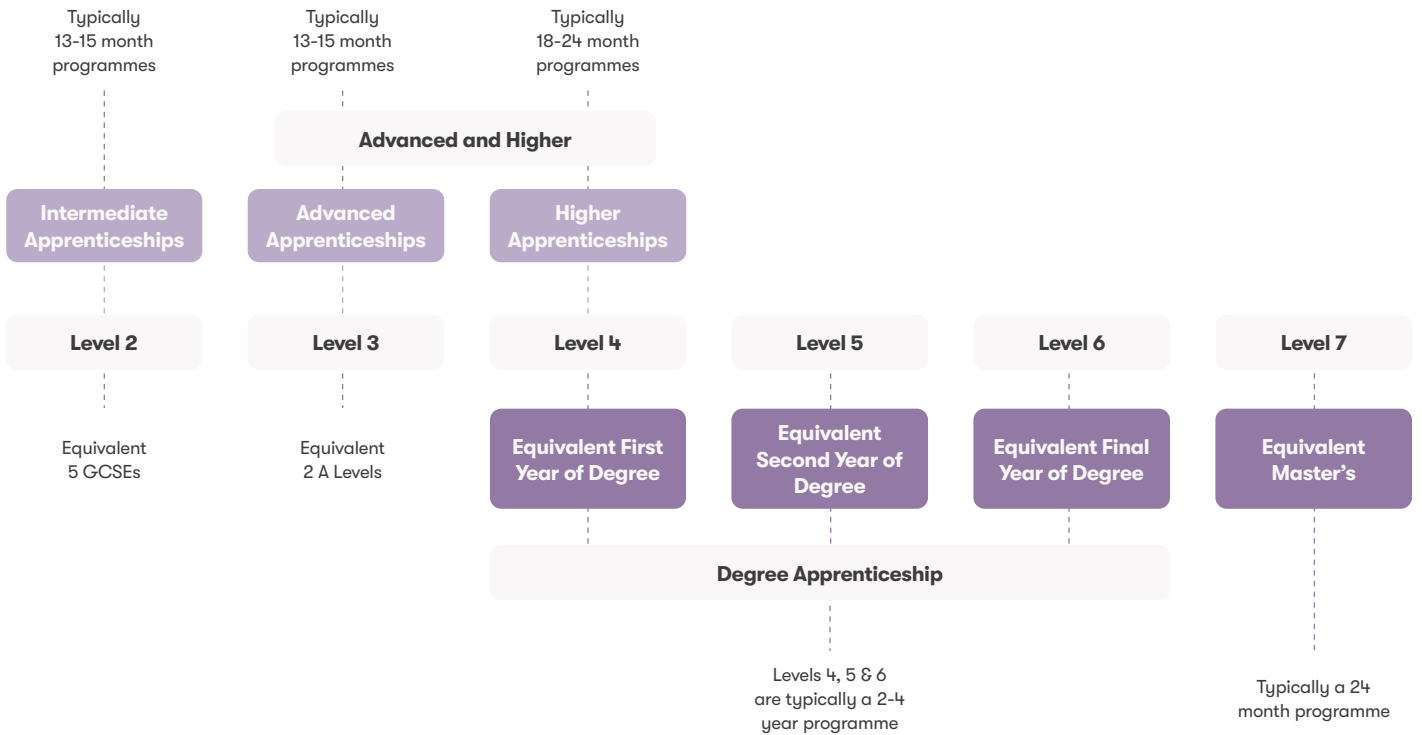 Typically
13-15 month
programmes
Typically
13-15 month
programmes
Typically
18-24 month
programmes
Advanced and Higher
Intermediate
Apprenticeships
Advanced
Apprenticeships
Higher
Apprenticeships
Level 2
Level 3
Level 4
Level 5
Level 6
Level 7
Equivalent
5 GCSEs
Equivalent
2 A Levels
Equivalent First
Year of Degree
Equivalent
Second Year of
Degree
Equivalent Final
Year of Degree
Equivalent
Master’s
Degree Apprenticeship
Levels 4, 5 & 6
are typically a 2-4
year programme
Typically a 24
month programme